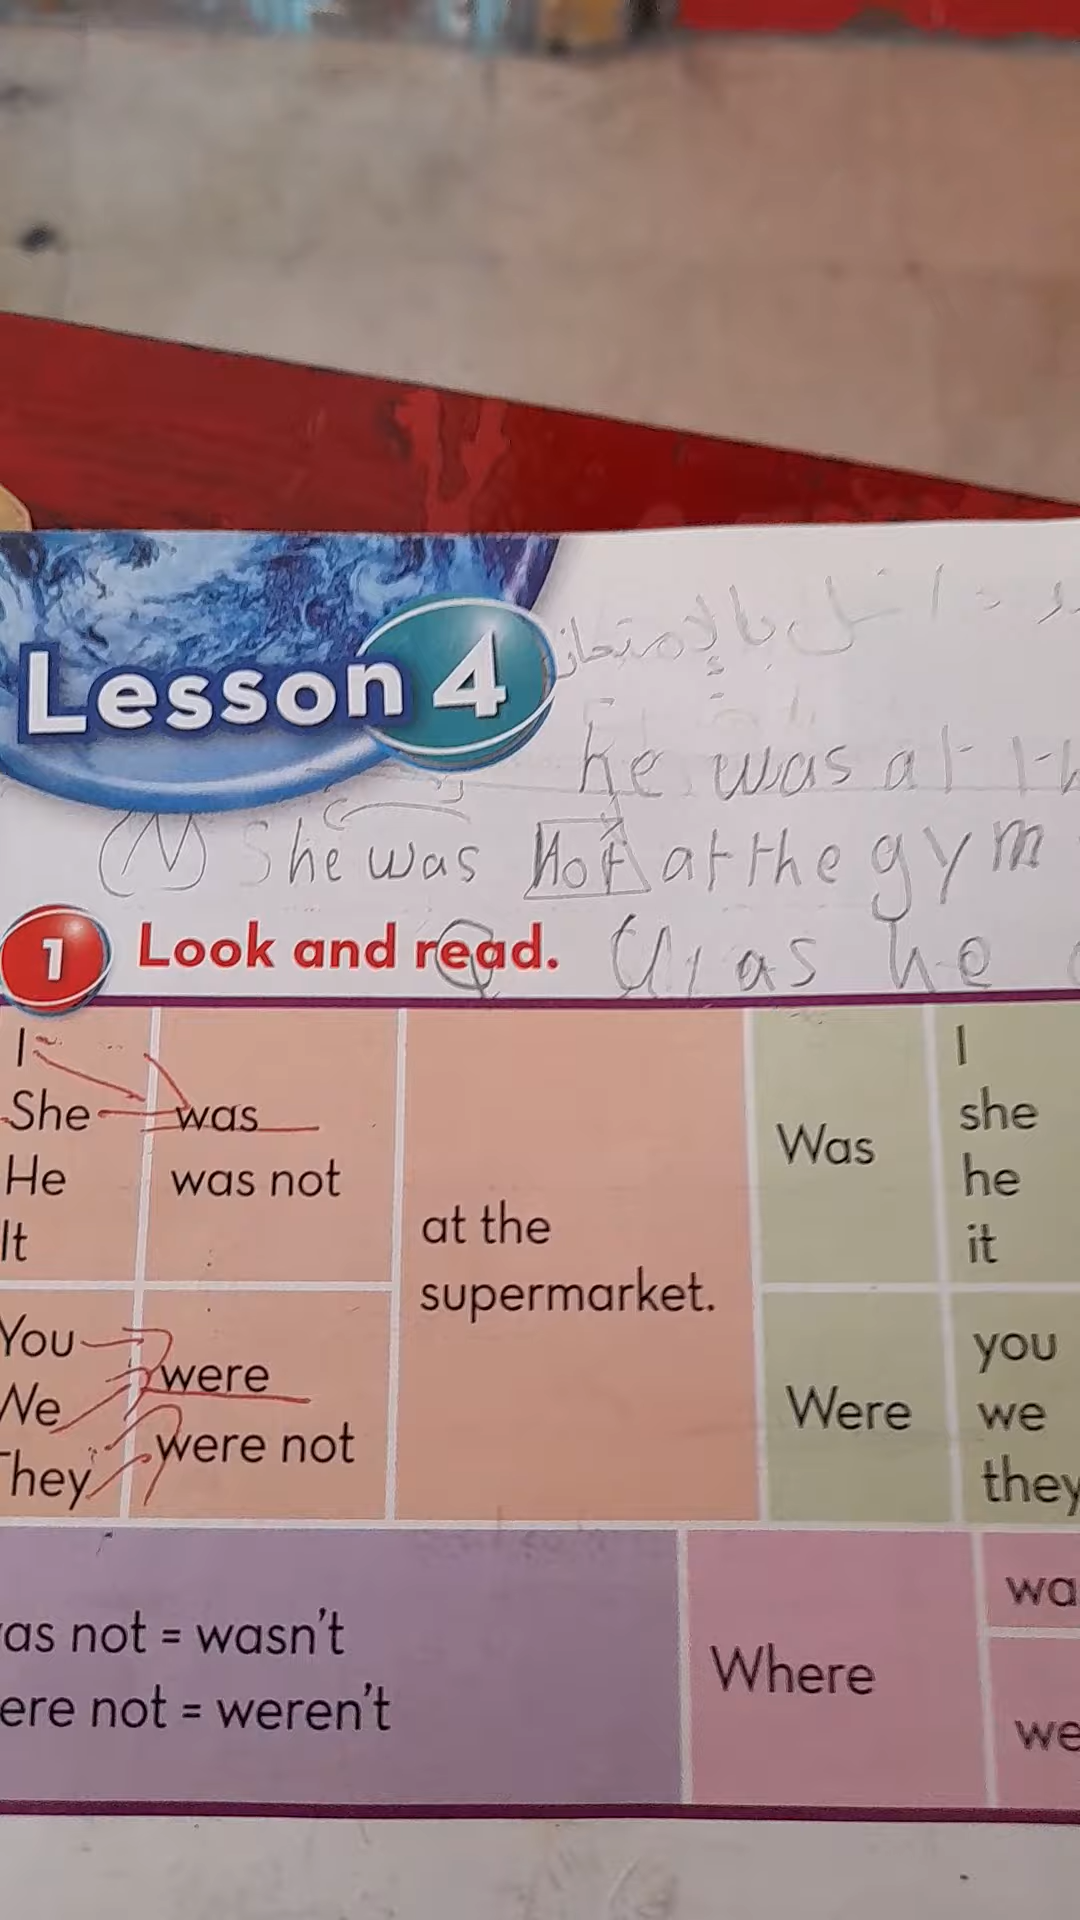 بالإمتحان
Lesson 4
he was at th
(N) She was Not at the gym
1 Look and read.
Q Was he
I
She was
He was not
It
at the
supermarket.
Was
I
she
he
it
You
We were
They were not
Were
you
we
they
as not = wasn't
ere not = weren't
Where
wa
we